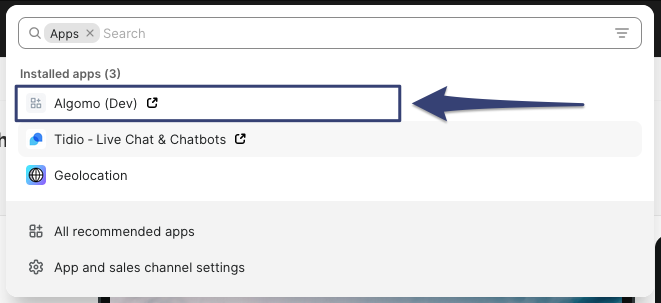 Apps Search
Installed apps (3)
Algomo (Dev)
Tidio - Live Chat & Chatbots
Geolocation
All recommended apps
App and sales channel settings